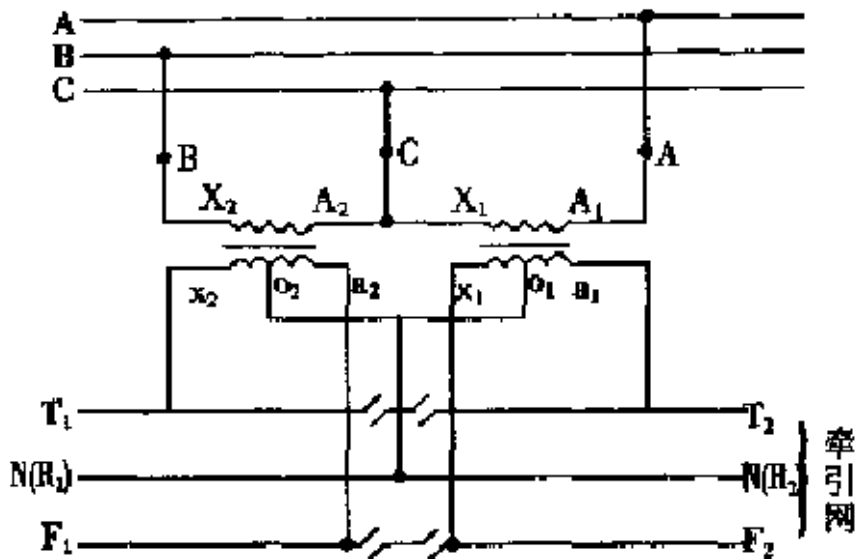 A
B
C
B C A
X₂ A₂ X₁ A₁
x₂ O₂ a₂ X₁ O₁ a₁
T₁ T₂
N(R₁) N(R₂)
F₁ F₂
牵引网